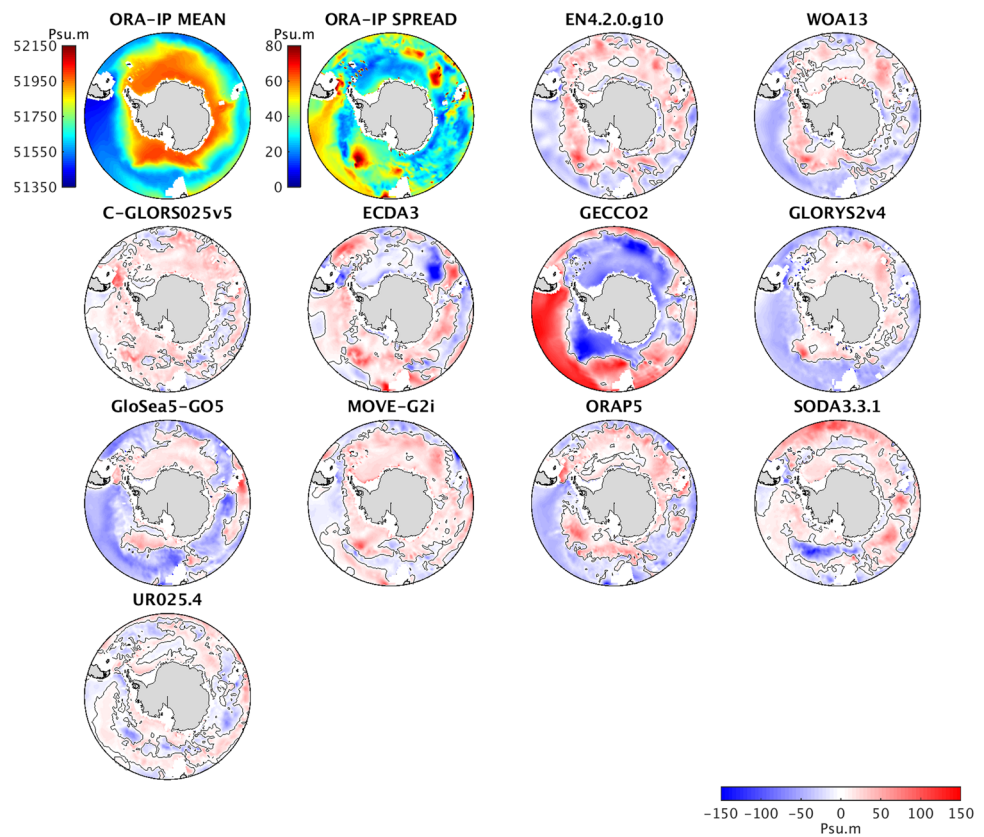 ORA-IP MEAN
ORA-IP SPREAD
EN4.2.0.g10
WOA13
Psu.m
Psu.m
52150
51950
51750
51550
51350
80
60
40
20
0
C-GLORS025v5
ECDA3
GECCO2
GLORYS2v4
GloSea5-GO5
MOVE-G2i
ORAP5
SODA3.3.1
UR025.4
-150 -100 -50 0 50 100 150
Psu.m